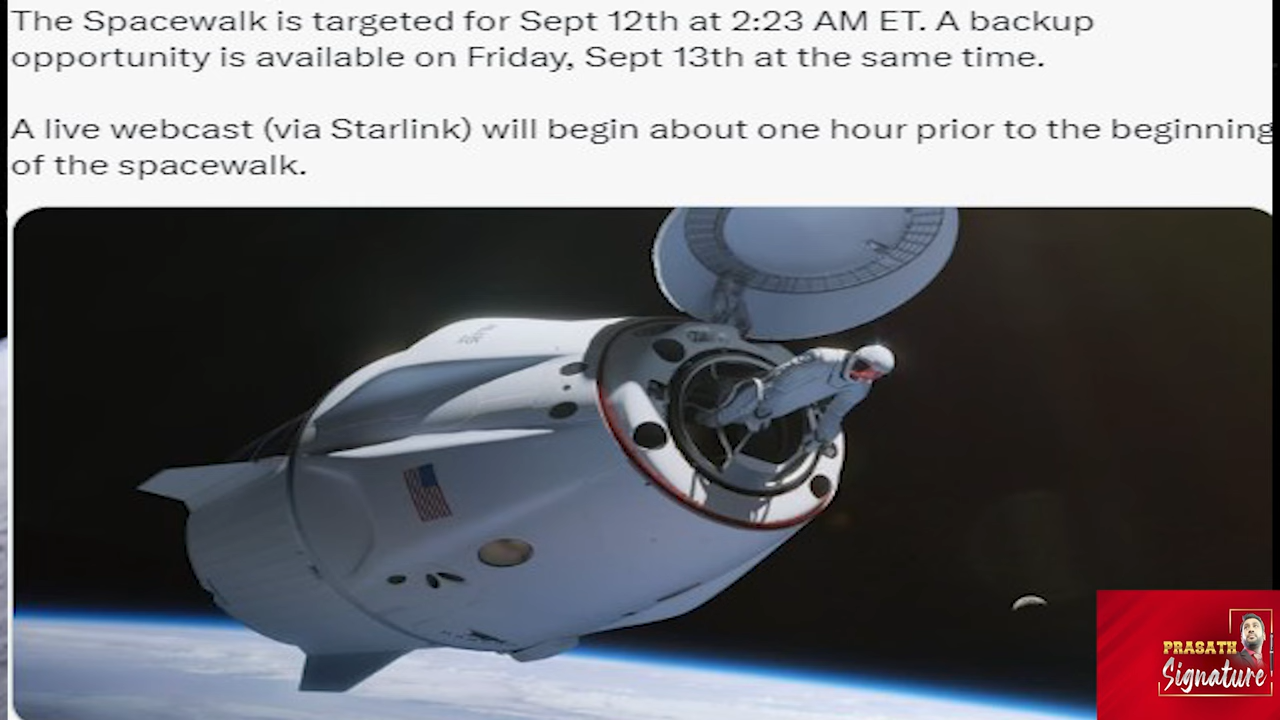 The Spacewalk is targeted for Sept 12th at 2:23 AM ET. A backup
opportunity is available on Friday, Sept 13th at the same time.
A live webcast (via Starlink) will begin about one hour prior to the beginning
of the spacewalk.
PRASATH
Signature